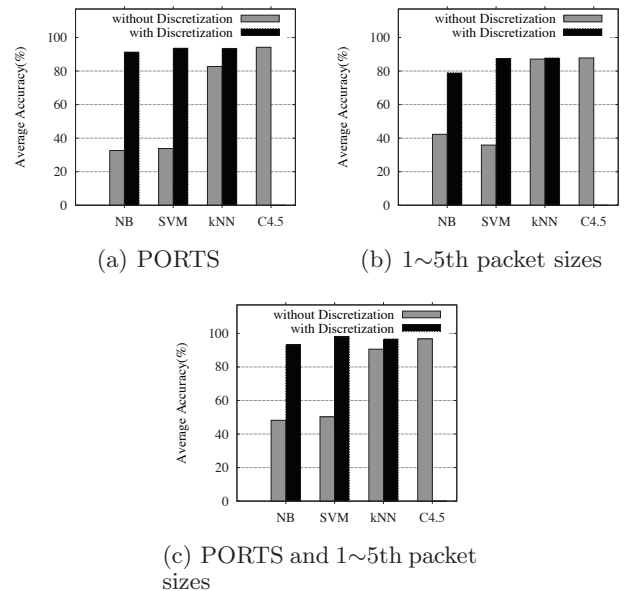 without Discretization
with Discretization
Average Accuracy(%)
100
80
60
40
20
0
NB SVM kNN C4.5
(a) PORTS
without Discretization
with Discretization
Average Accuracy(%)
100
80
60
40
20
0
NB SVM kNN C4.5
(b) 1~5th packet sizes
without Discretization
with Discretization
Average Accuracy(%)
100
80
60
40
20
0
NB SVM kNN C4.5
(c) PORTS and 1~5th packet
sizes